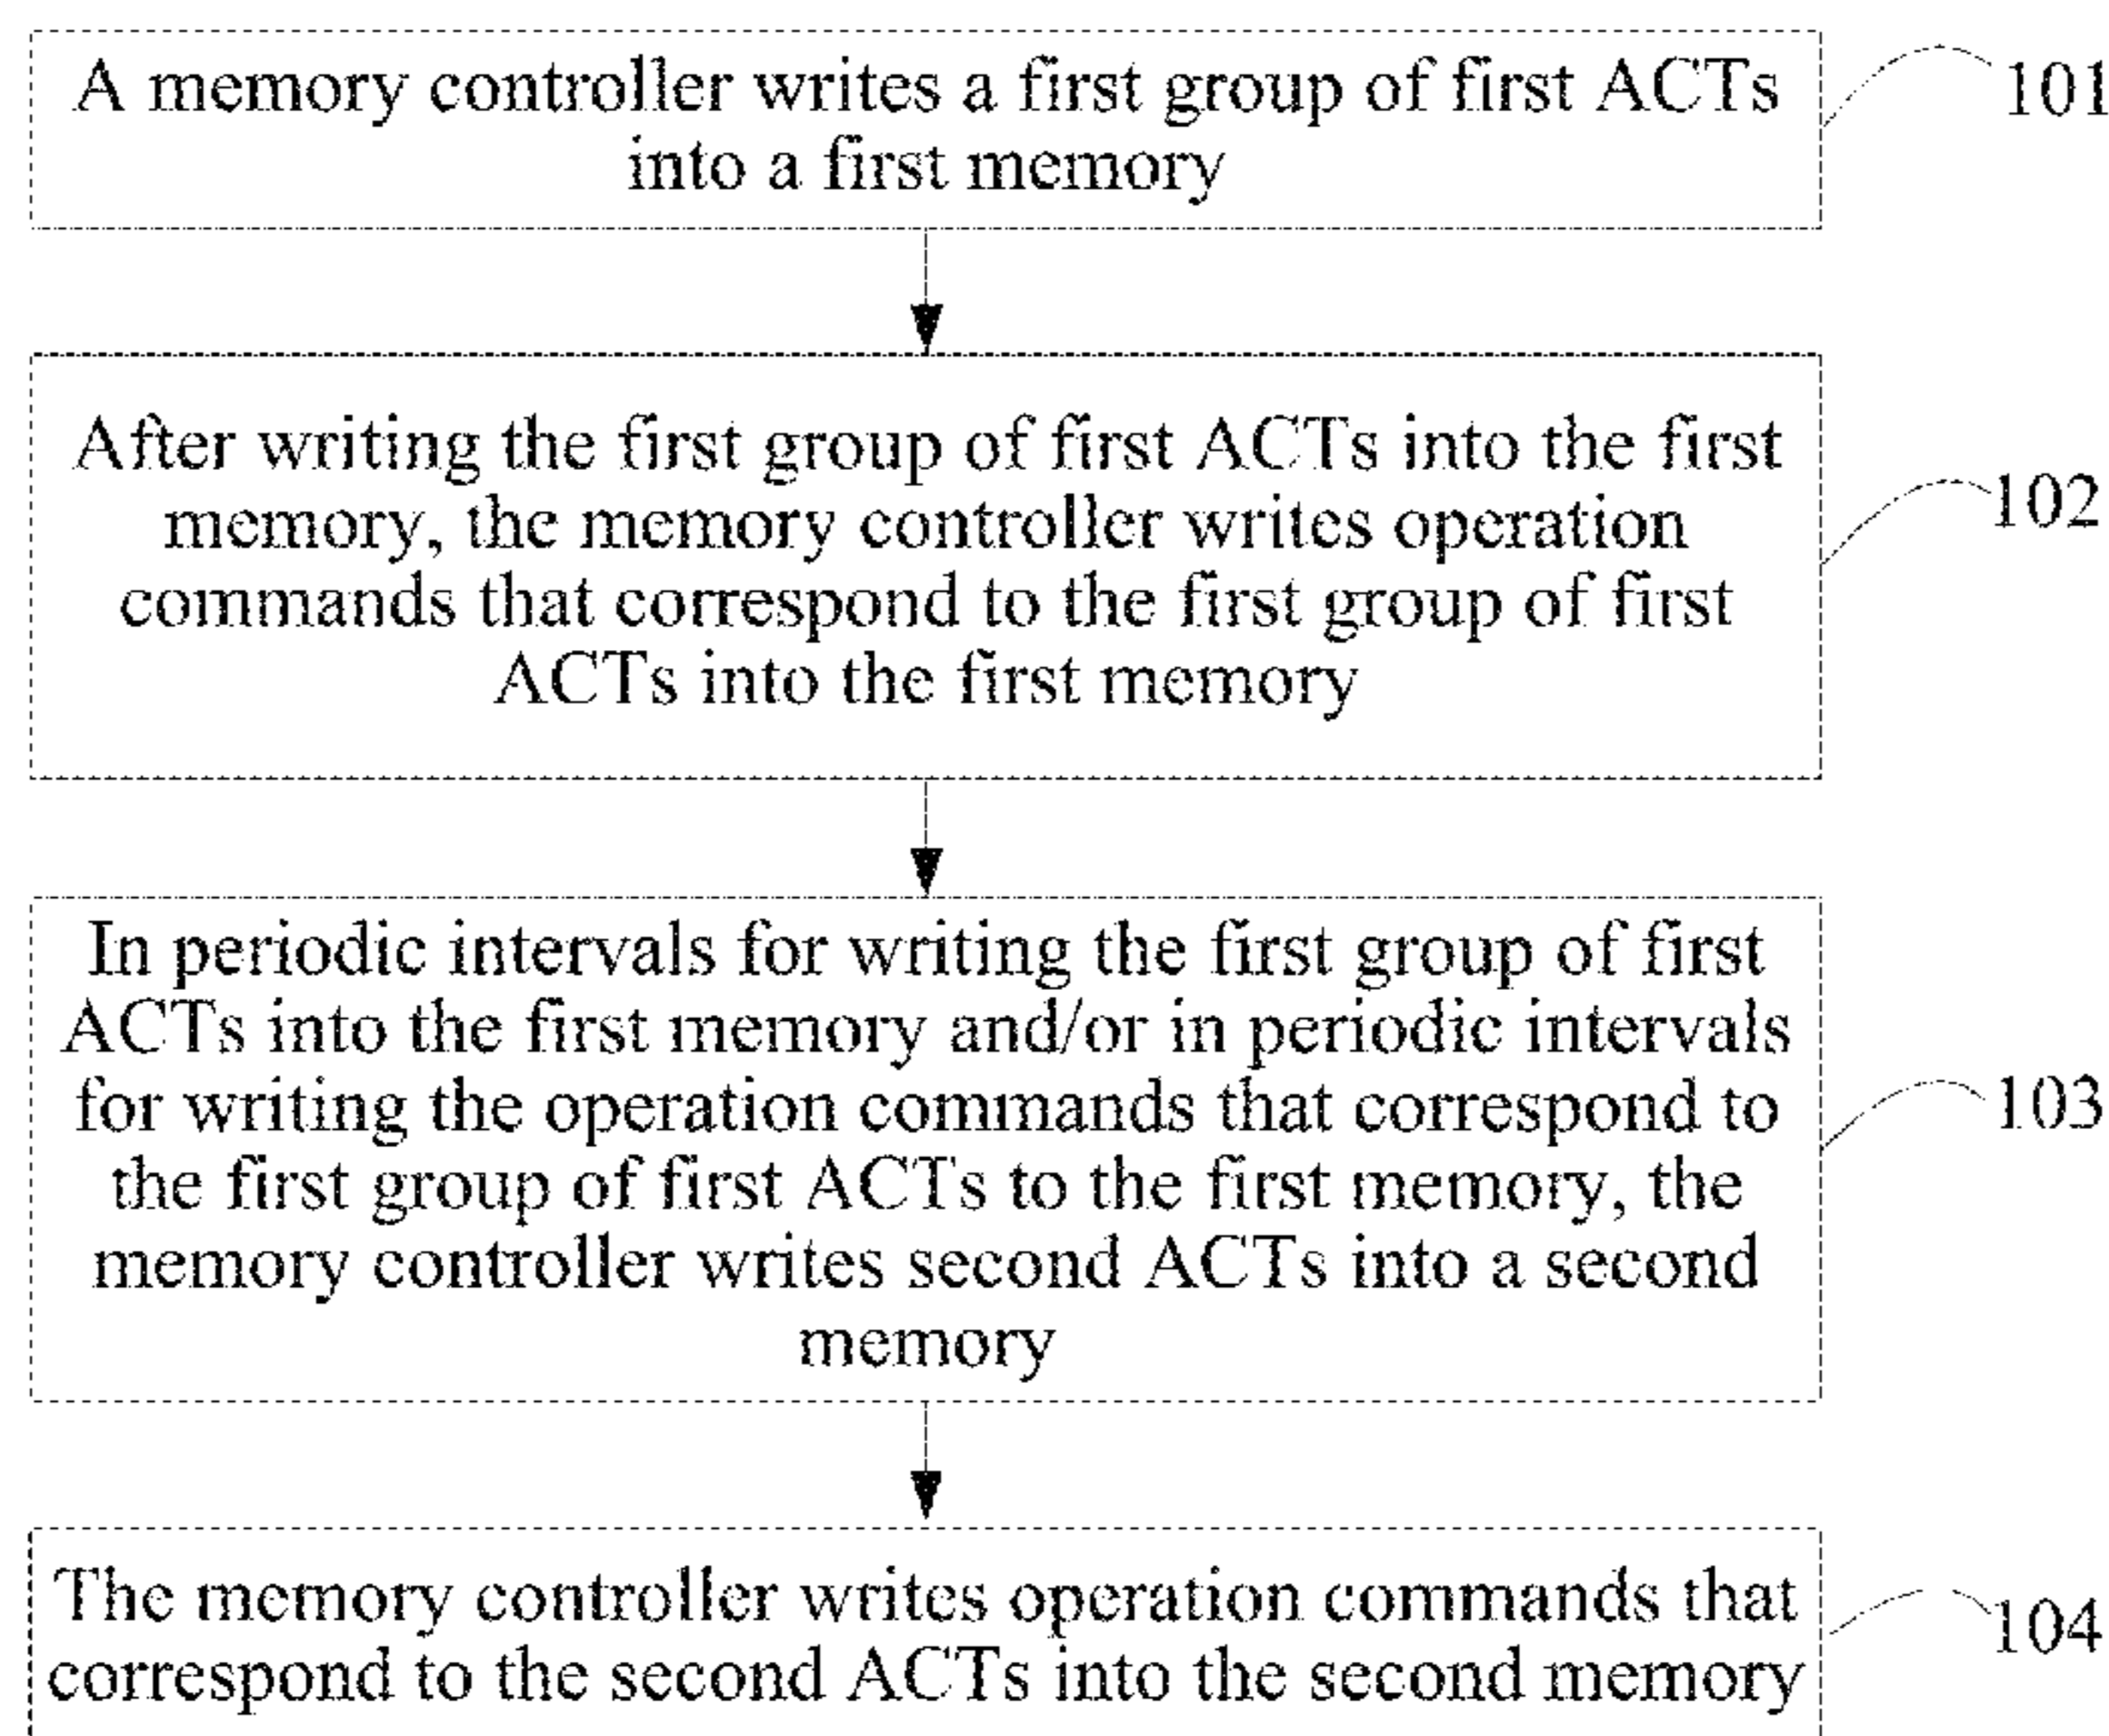 A memory controller writes a first group of first ACTs
into a first memory
101
After writing the first group of first ACTs into the first
memory, the memory controller writes operation
commands that correspond to the first group of first
ACTs into the first memory
102
In periodic intervals for writing the first group of first
ACTs into the first memory and/or in periodic intervals
for writing the operation commands that correspond to
the first group of first ACTs to the first memory, the
memory controller writes second ACTs into a second
memory
103
The memory controller writes operation commands that
correspond to the second ACTs into the second memory
104